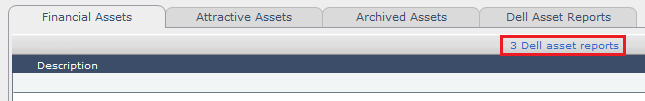 Financial Assets
Attractive Assets
Archived Assets
Dell Asset Reports
3 Dell asset reports
Description